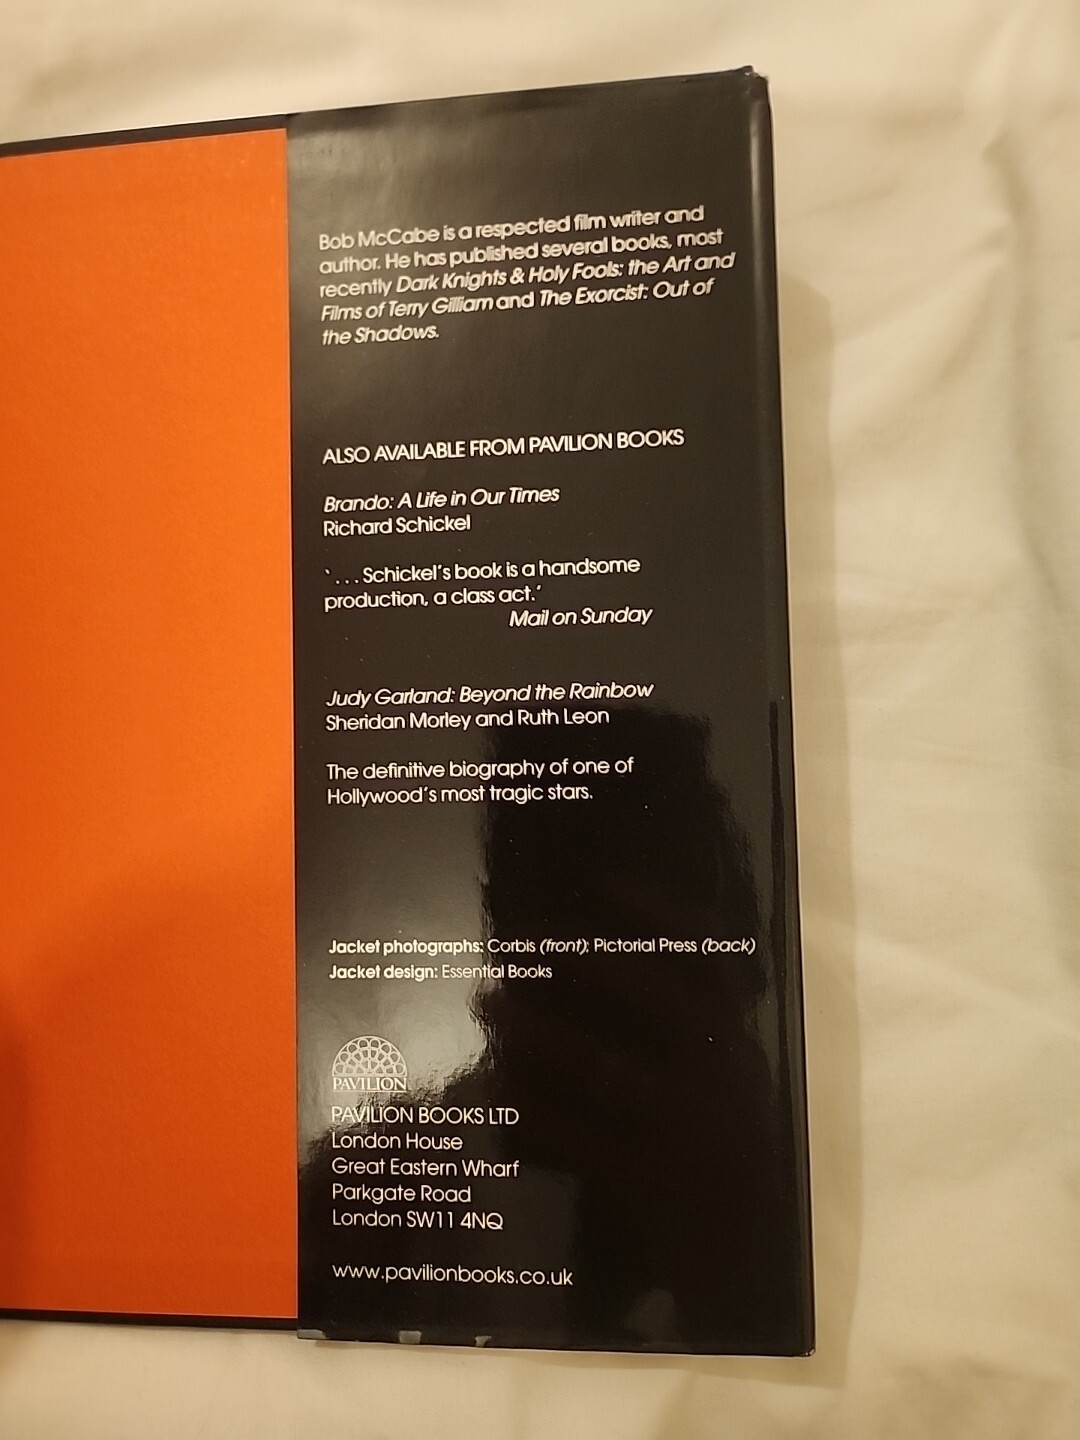 Bob McCabe is a respected film writer and
author. He has published several books, most
recently Dark Knights & Holy Fools: the Art and
Films of Terry Gilliam and The Exorcist: Out of
the Shadows.
ALSO AVAILABLE FROM PAVILION BOOKS
Brando: A Life in Our Times
Richard Schickel
‘ . . . Schickel’s book is a handsome
production, a class act.’
Mail on Sunday
Judy Garland: Beyond the Rainbow
Sheridan Morley and Ruth Leon
The definitive biography of one of
Hollywood’s most tragic stars.
Jacket photographs: Corbis (front); Pictorial Press (back)
Jacket design: Essential Books
PAVILION
PAVILION BOOKS LTD
London House
Great Eastern Wharf
Parkgate Road
London SW11 4NQ
www.pavilionbooks.co.uk